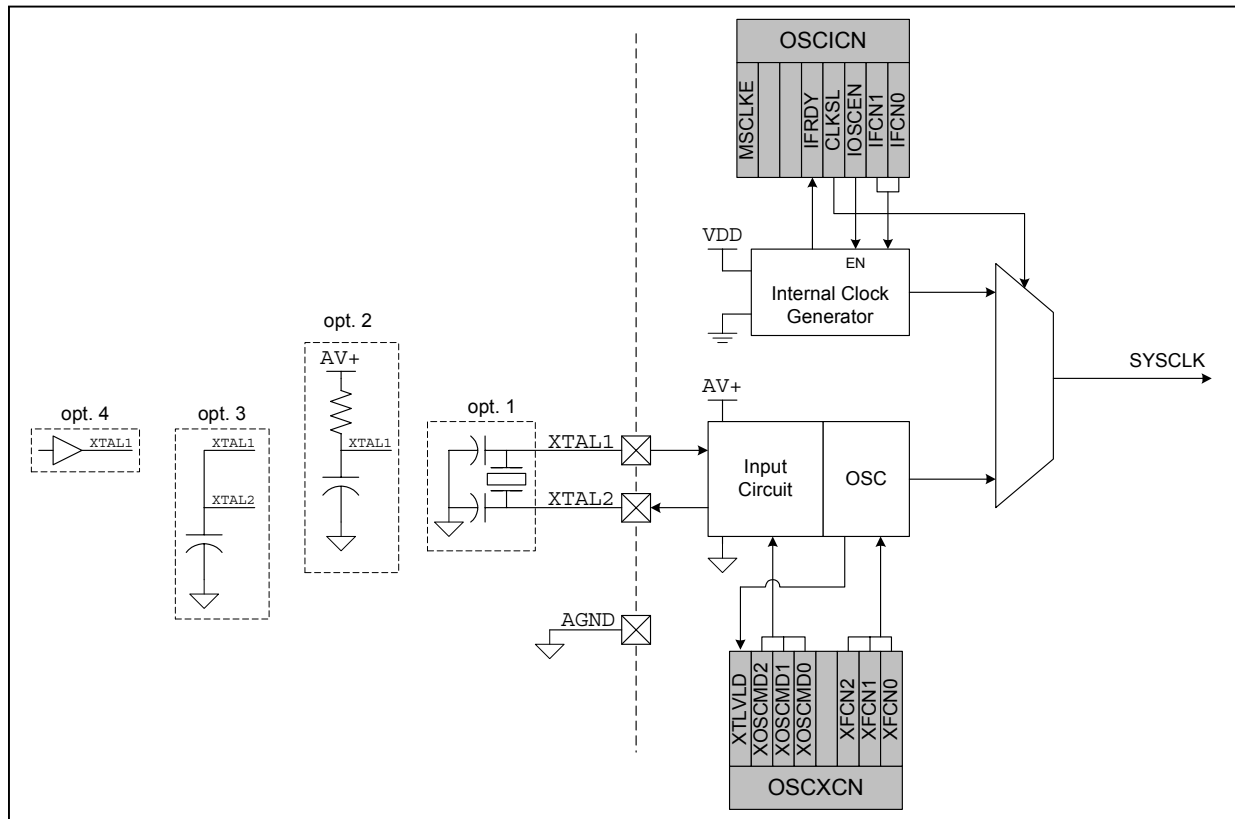 OSCICN
MSCLKE
IFRDY
CLKSL
IOSCEN
IFCN1
IFCN0
VDD
EN
Internal Clock
Generator
SYSCLK
opt. 4
XTAL1
opt. 3
XTAL1
XTAL2
opt. 2
AV+
XTAL1
opt. 1
XTAL1
XTAL2
AV+
Input
Circuit
OSC
AGND
XTLVLD
XOSCMD2
XOSCMD1
XOSCMD0
XFCN2
XFCN1
XFCN0
OSCXCN